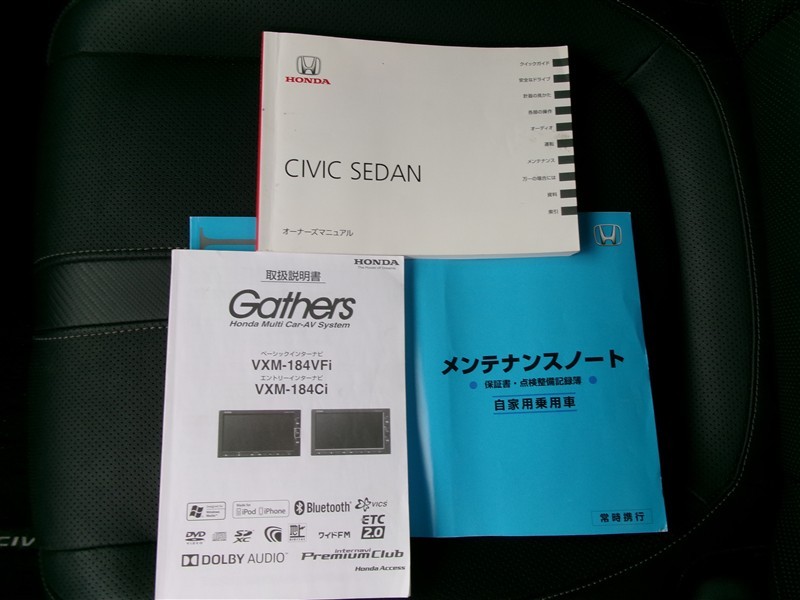 HONDA
CIVIC SEDAN
オーナーズマニュアル
クイックガイド
安全なドライブ
計器の見かた
各部の操作
オーディオ
運転
メンテナンス
万一の場合には
資料
索引
HONDA
取扱説明書
Gathers
Honda Multi Car-AV System
ベーシックインターナビ
VXM-184VFi
エントリーインターナビ
VXM-184Ci
Made for
iPod iPhone
Bluetooth
VICS
DVD
SD XC
ワイドFM
ETC 2.0
DOLBY AUDIO
internavi
Premium Club
Honda Access
メンテナンスノート
保証書・点検整備記録簿
自家用乗用車
常時携行
CIV